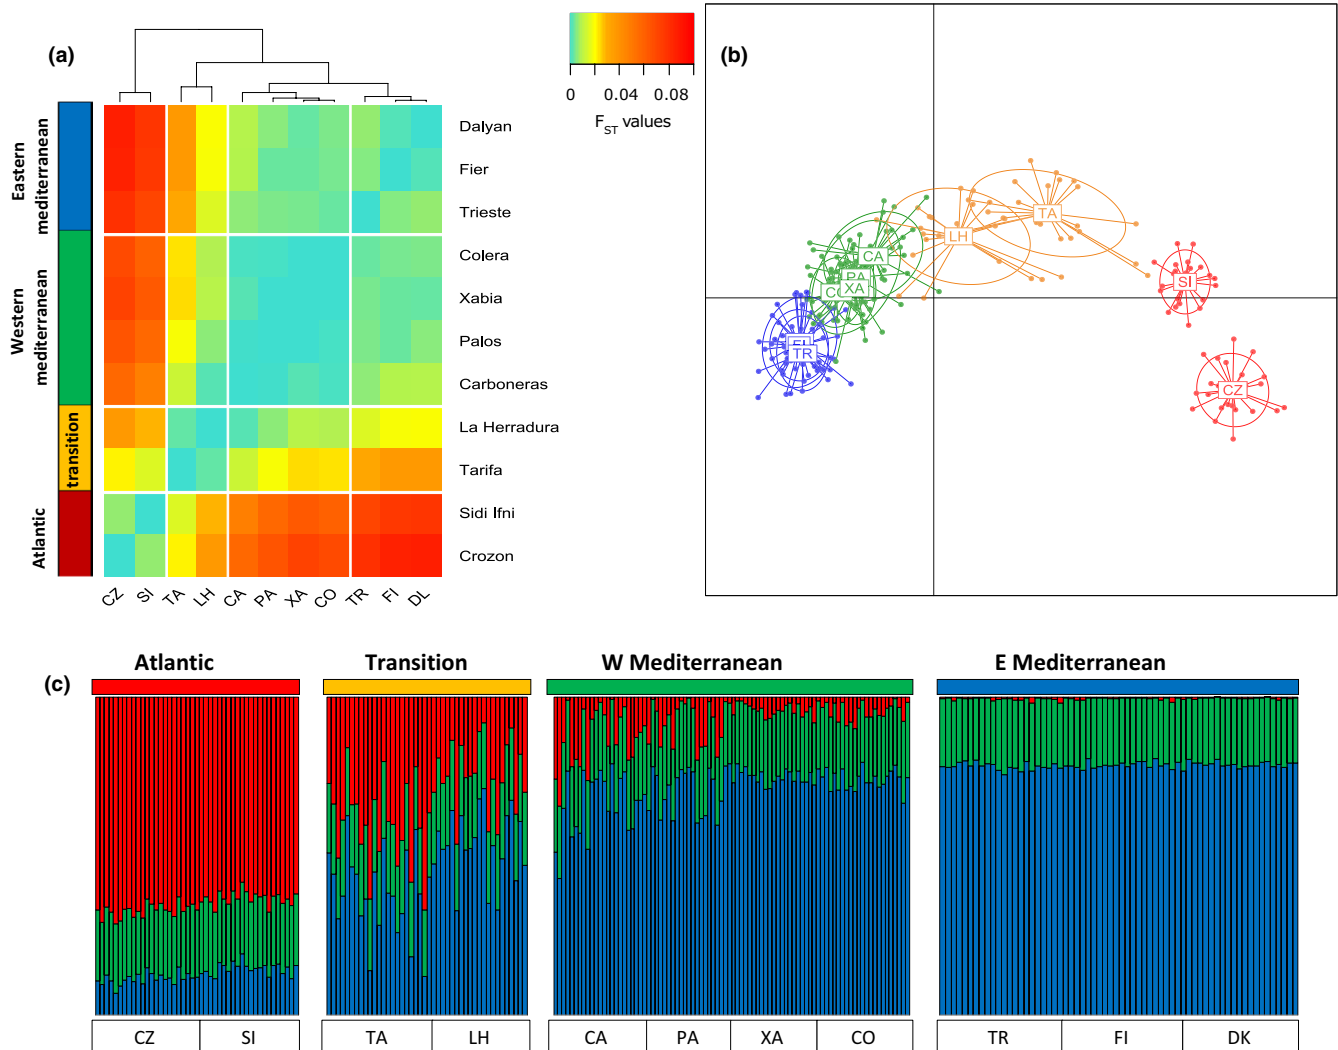 (a)
0 0.04 0.08
FST values
Eastern
mediterranean
Western
mediterranean
transition
Atlantic
Dalyan
Fier
Trieste
Colera
Xabia
Palos
Carboneras
La Herradura
Tarifa
Sidi Ifni
Crozon
CZ SI TA LH CA PA XA CO TR FI DL
(b)
TA
LH
CA
PA
CO
XA
FI
TR
SI
CZ
(c)
Atlantic Transition W Mediterranean E Mediterranean
CZ SI TA LH CA PA XA CO TR FI DK